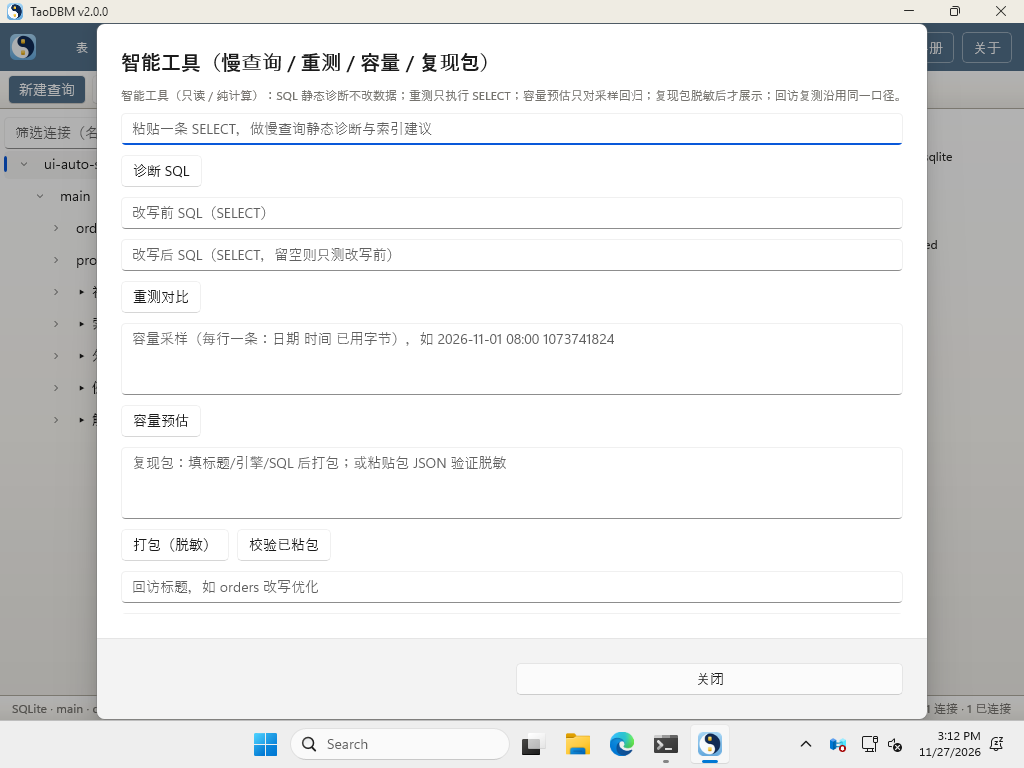 TaoDBM v2.0.0
表
册
关于
新建查询
筛选连接（名
智能工具（慢查询 / 重测 / 容量 / 复现包）
智能工具（只读 / 纯计算）：SQL 静态诊断不改数据；重测只执行 SELECT；容量预估只对采样回归；复现包脱敏后才展示；回访复测沿用同一口径。
粘贴一条 SELECT，做慢查询静态诊断与索引建议
诊断 SQL
改写前 SQL（SELECT）
改写后 SQL（SELECT，留空则只测改写前）
重测对比
容量采样（每行一条：日期 时间 已用字节），如 2026-11-01 08:00 1073741824
容量预估
复现包：填标题/引擎/SQL 后打包；或粘贴包 JSON 验证脱敏
打包（脱敏） 校验已粘包
回访标题，如 orders 改写优化
关闭
ui-auto-s
main
ord
pro
qlite
ed
SQLite · main ·
1 连接 · 1 已连接
Search
3:12 PM
11/27/2026